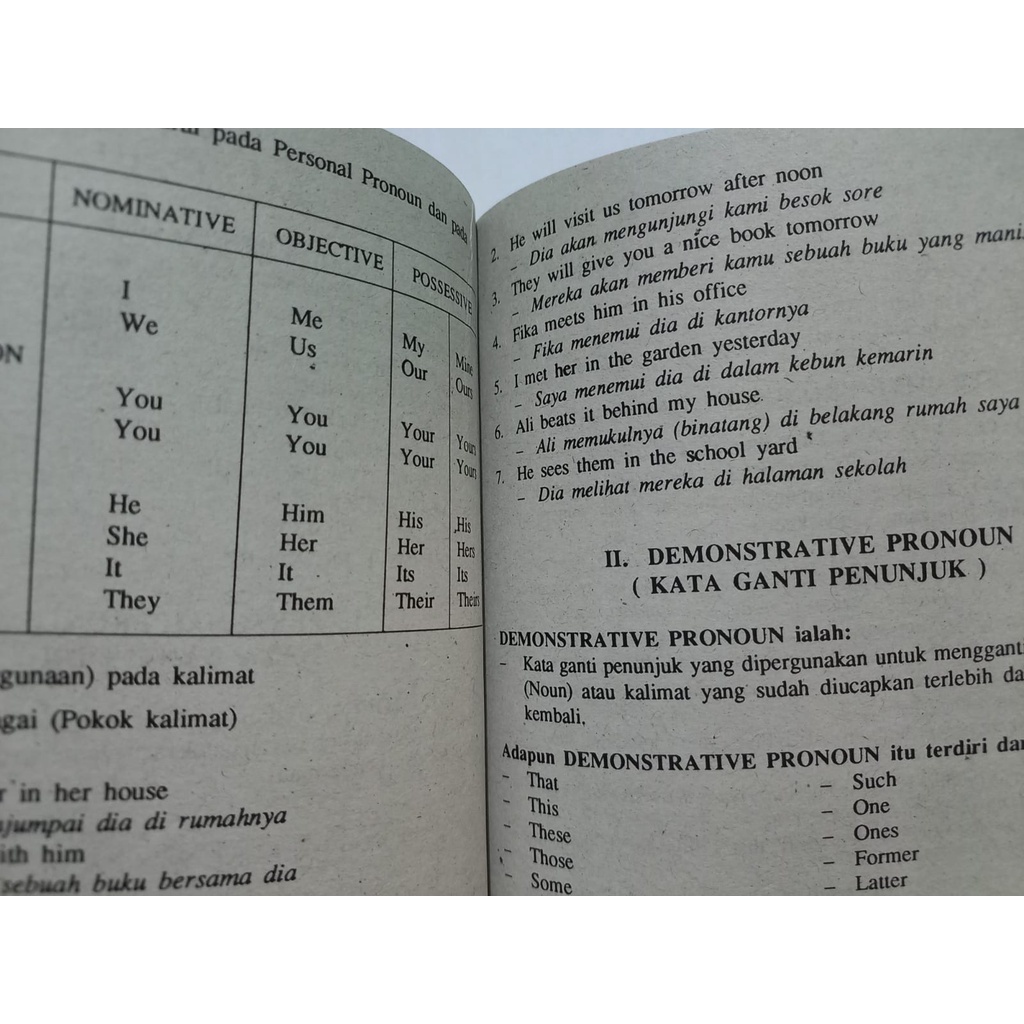 pada Personal Pronoun dan pada
NOMINATIVE OBJECTIVE POSSESSIVE
I Me My Mine
We Us Our Ours
ON
You You Your Yours
You You Your Yours
He Him His His
She Her Her Hers
It It Its Its
They Them Their Theirs
gunaan) pada kalimat
gai (Pokok kalimat)
r in her house
jumpai dia di rumahnya
ith him
sebuah buku bersama dia
2. He will visit us tomorrow after noon
– Dia akan mengunjungi kami besok sore
3. They will give you a nice book tomorrow
– Mereka akan memberi kamu sebuah buku yang manis
4. Fika meets him in his office
– Fika menemui dia di kantornya
5. I met her in the garden yesterday
– Saya menemui dia di dalam kebun kemarin
6. Ali beats it behind my house
– Ali memukulnya (binatang) di belakang rumah saya
7. He sees them in the school yard
– Dia melihat mereka di halaman sekolah
II. DEMONSTRATIVE PRONOUN
( KATA GANTI PENUNJUK )
DEMONSTRATIVE PRONOUN ialah:
– Kata ganti penunjuk yang dipergunakan untuk mengganti
(Noun) atau kalimat yang sudah diucapkan terlebih da
kembali,
Adapun DEMONSTRATIVE PRONOUN itu terdiri dar
– That – Such
– This – One
– These – Ones
– Those – Former
– Some – Latter